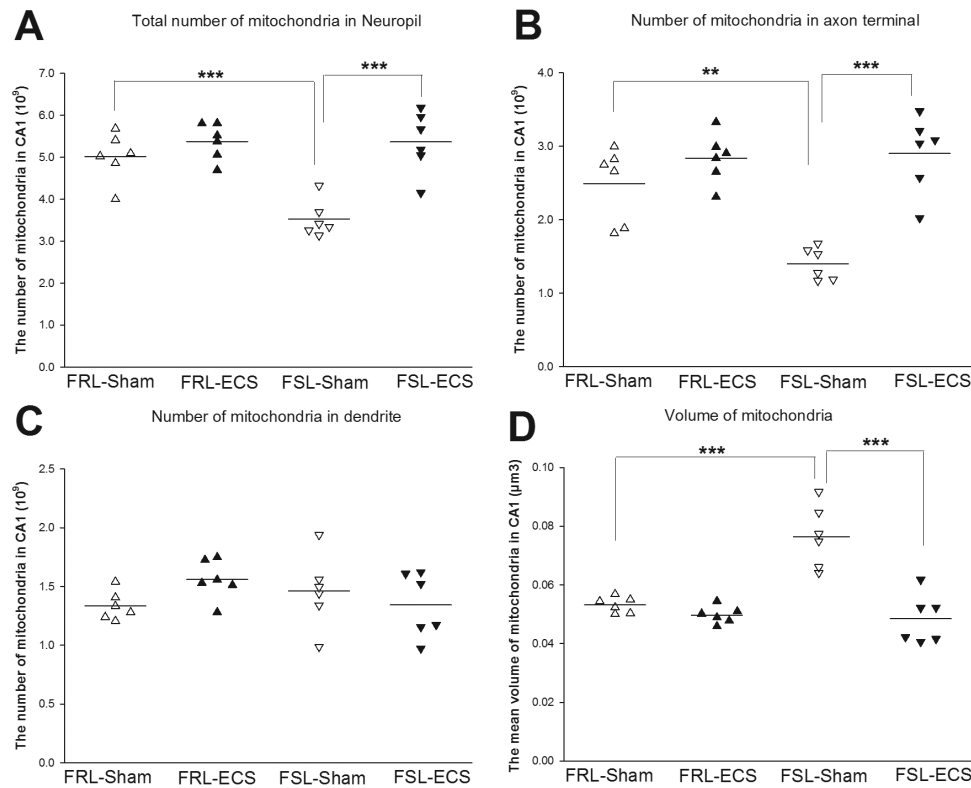 A
Total number of mitochondria in Neuropil
The number of mitochondria in CA1 (10⁹)
7.0
6.0
5.0
4.0
3.0
2.0
1.0
0.0
***
***
FRL-Sham
FRL-ECS
FSL-Sham
FSL-ECS
B
Number of mitochondria in axon terminal
The number of mitochondria in CA1 (10⁹)
4.0
3.0
2.0
1.0
0.0
**
***
FRL-Sham
FRL-ECS
FSL-Sham
FSL-ECS
C
Number of mitochondria in dendrite
The number of mitochondria in CA1 (10⁹)
2.5
2.0
1.5
1.0
0.5
0.0
FRL-Sham
FRL-ECS
FSL-Sham
FSL-ECS
D
Volume of mitochondria
The mean volume of mitochondria in CA1 (µm3)
0.10
0.08
0.06
0.04
0.02
0.00
***
***
FRL-Sham
FRL-ECS
FSL-Sham
FSL-ECS